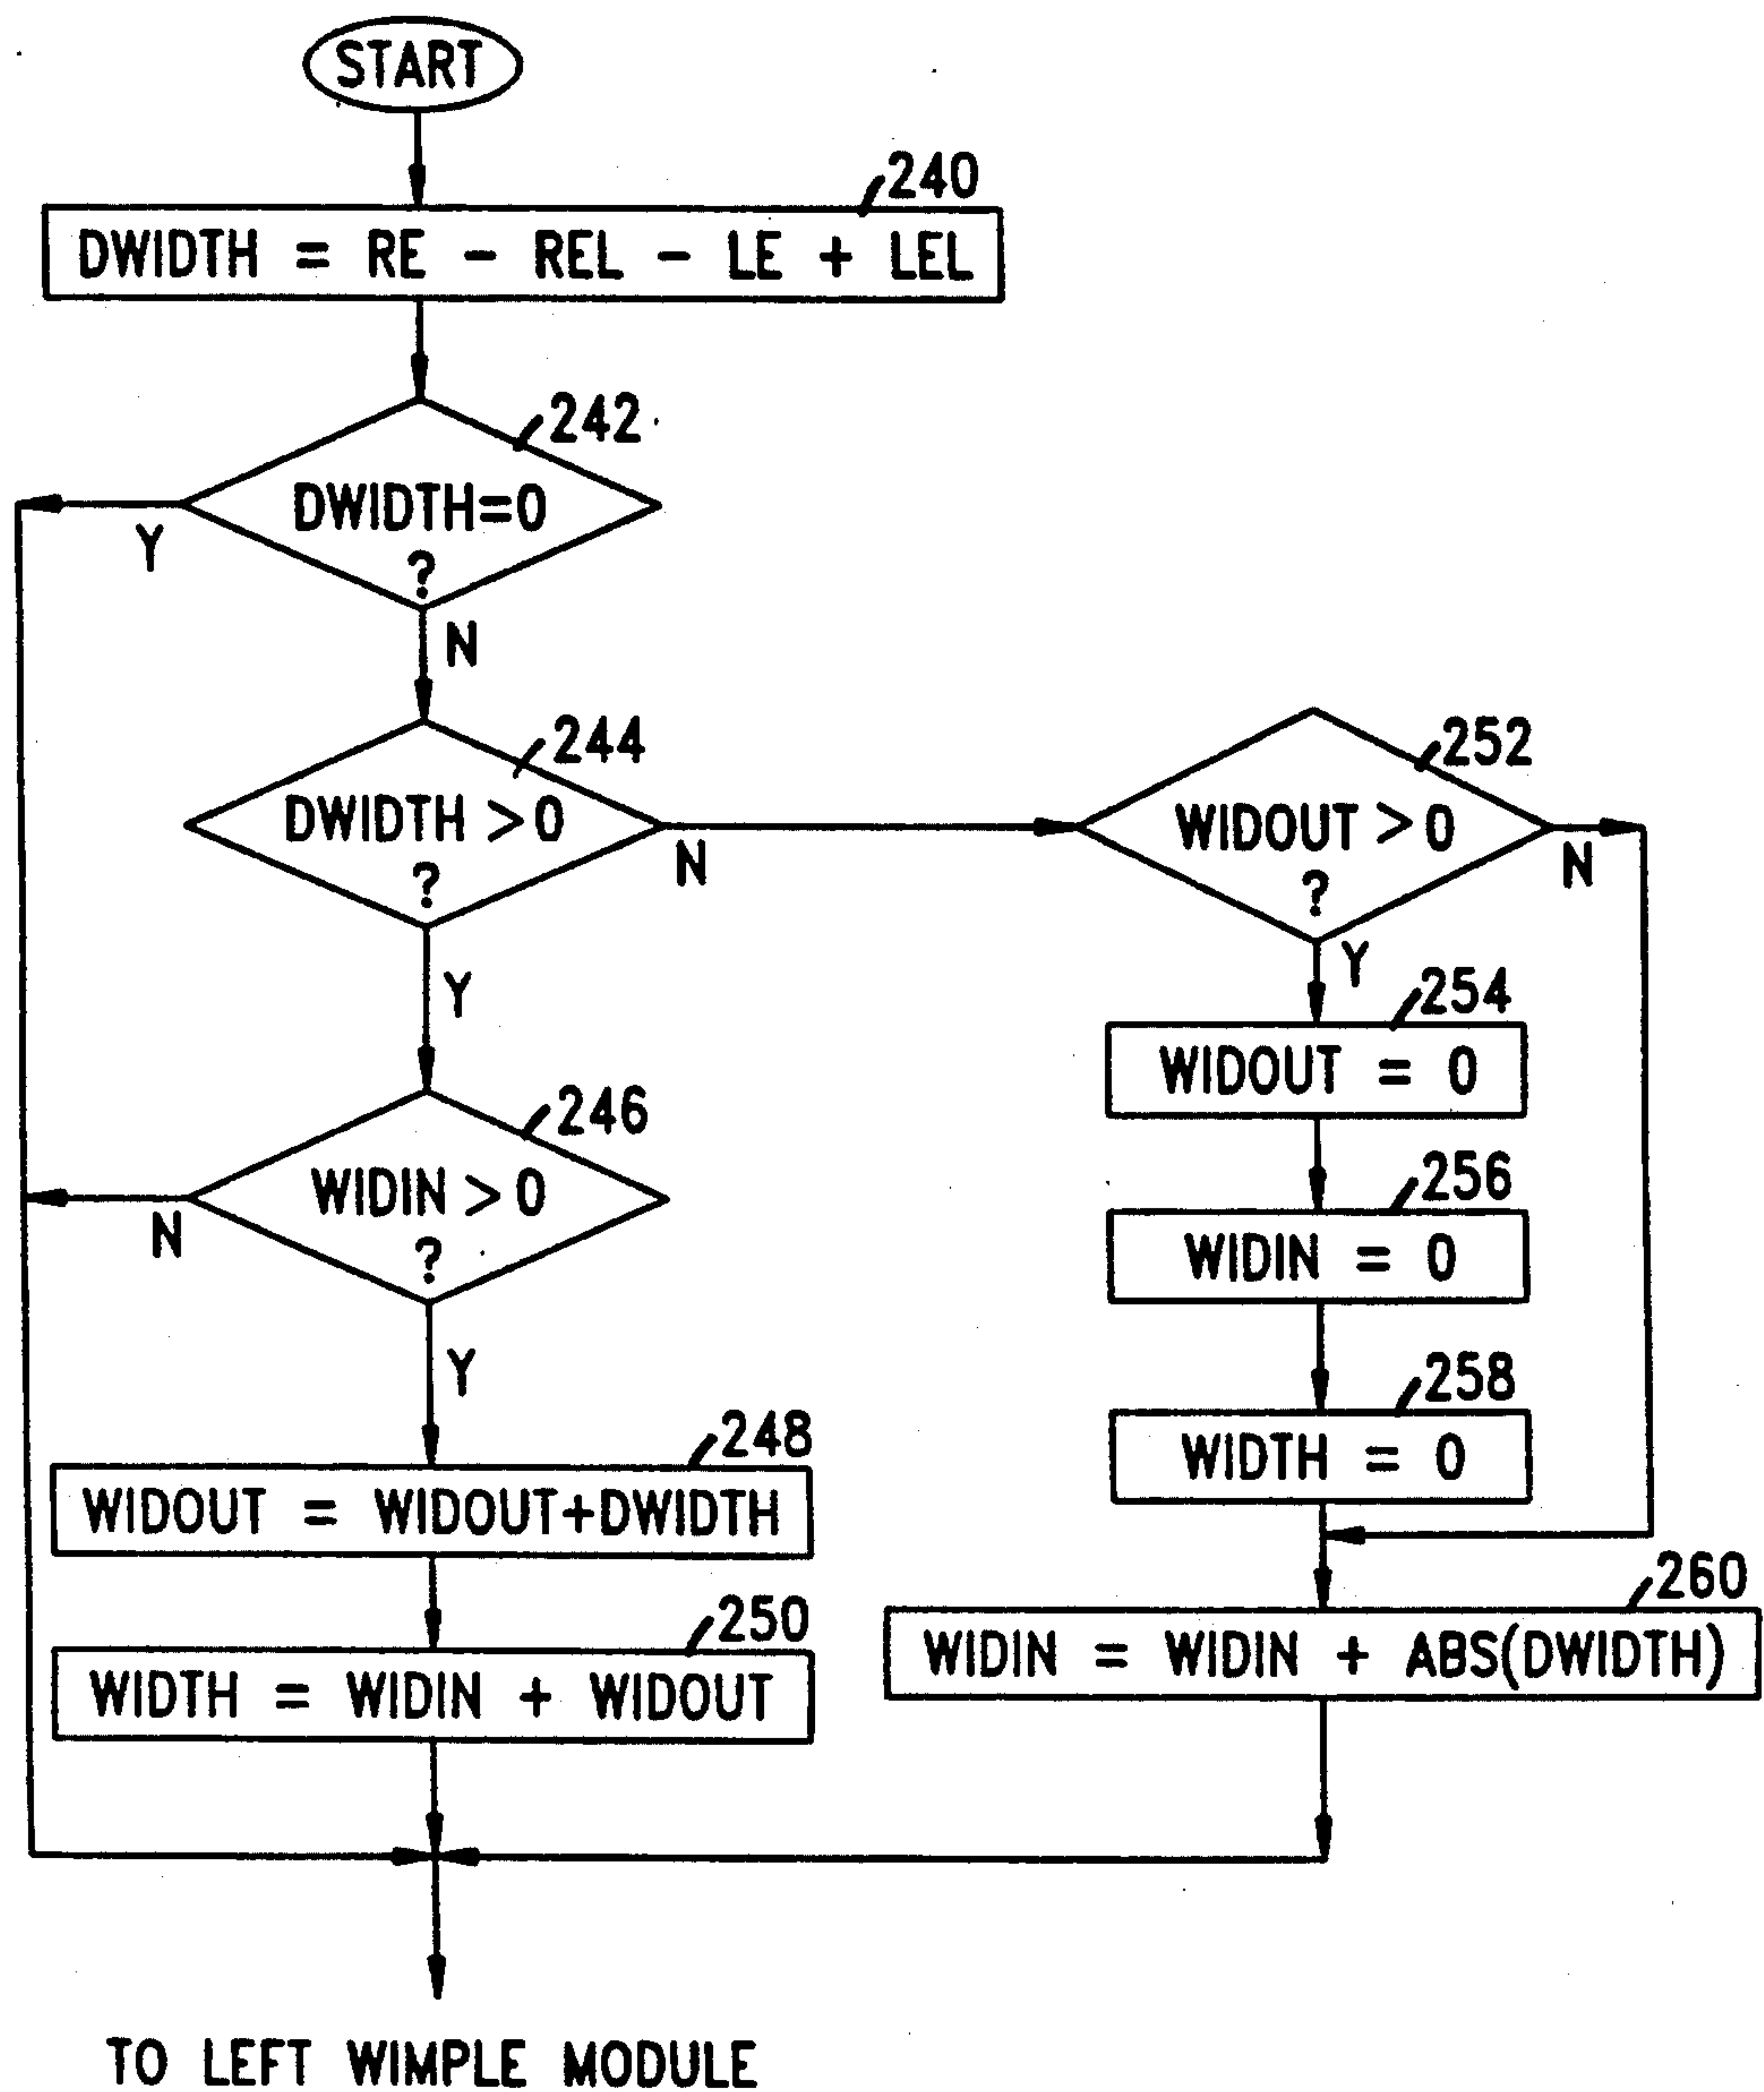 START
240
DWIDTH = RE - REL - LE + LEL
242
DWIDTH=0
?
Y
N
244
DWIDTH >0
?
N
Y
252
WIDOUT >0
?
N
Y
254
WIDOUT = 0
256
WIDIN = 0
258
WIDTH = 0
260
WIDIN = WIDIN + ABS(DWIDTH)
246
WIDIN >0
?
N
Y
248
WIDOUT = WIDOUT+DWIDTH
250
WIDTH = WIDIN + WIDOUT
TO LEFT WIMPLE MODULE